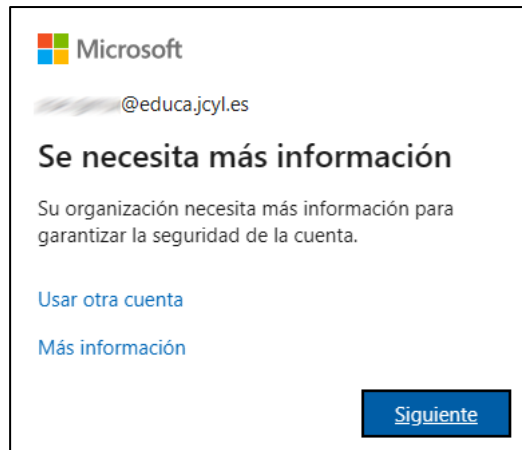 Microsoft
@educa.jcyl.es
Se necesita más información
Su organización necesita más información para
garantizar la seguridad de la cuenta.
Usar otra cuenta
Más información
Siguiente